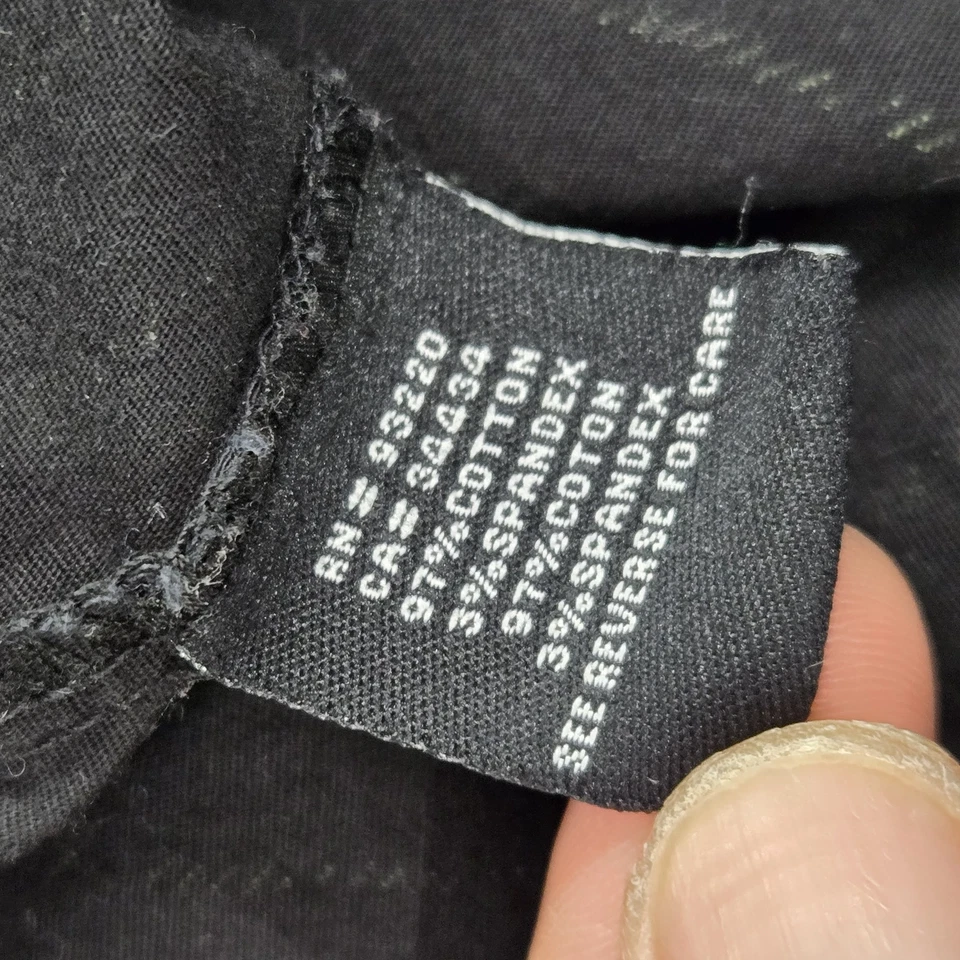 RN= 93220
CA= 34434
97%COTTON
3%SPANDEX
97%COTON
3%SPANDEX
SEE REVERSE FOR CARE